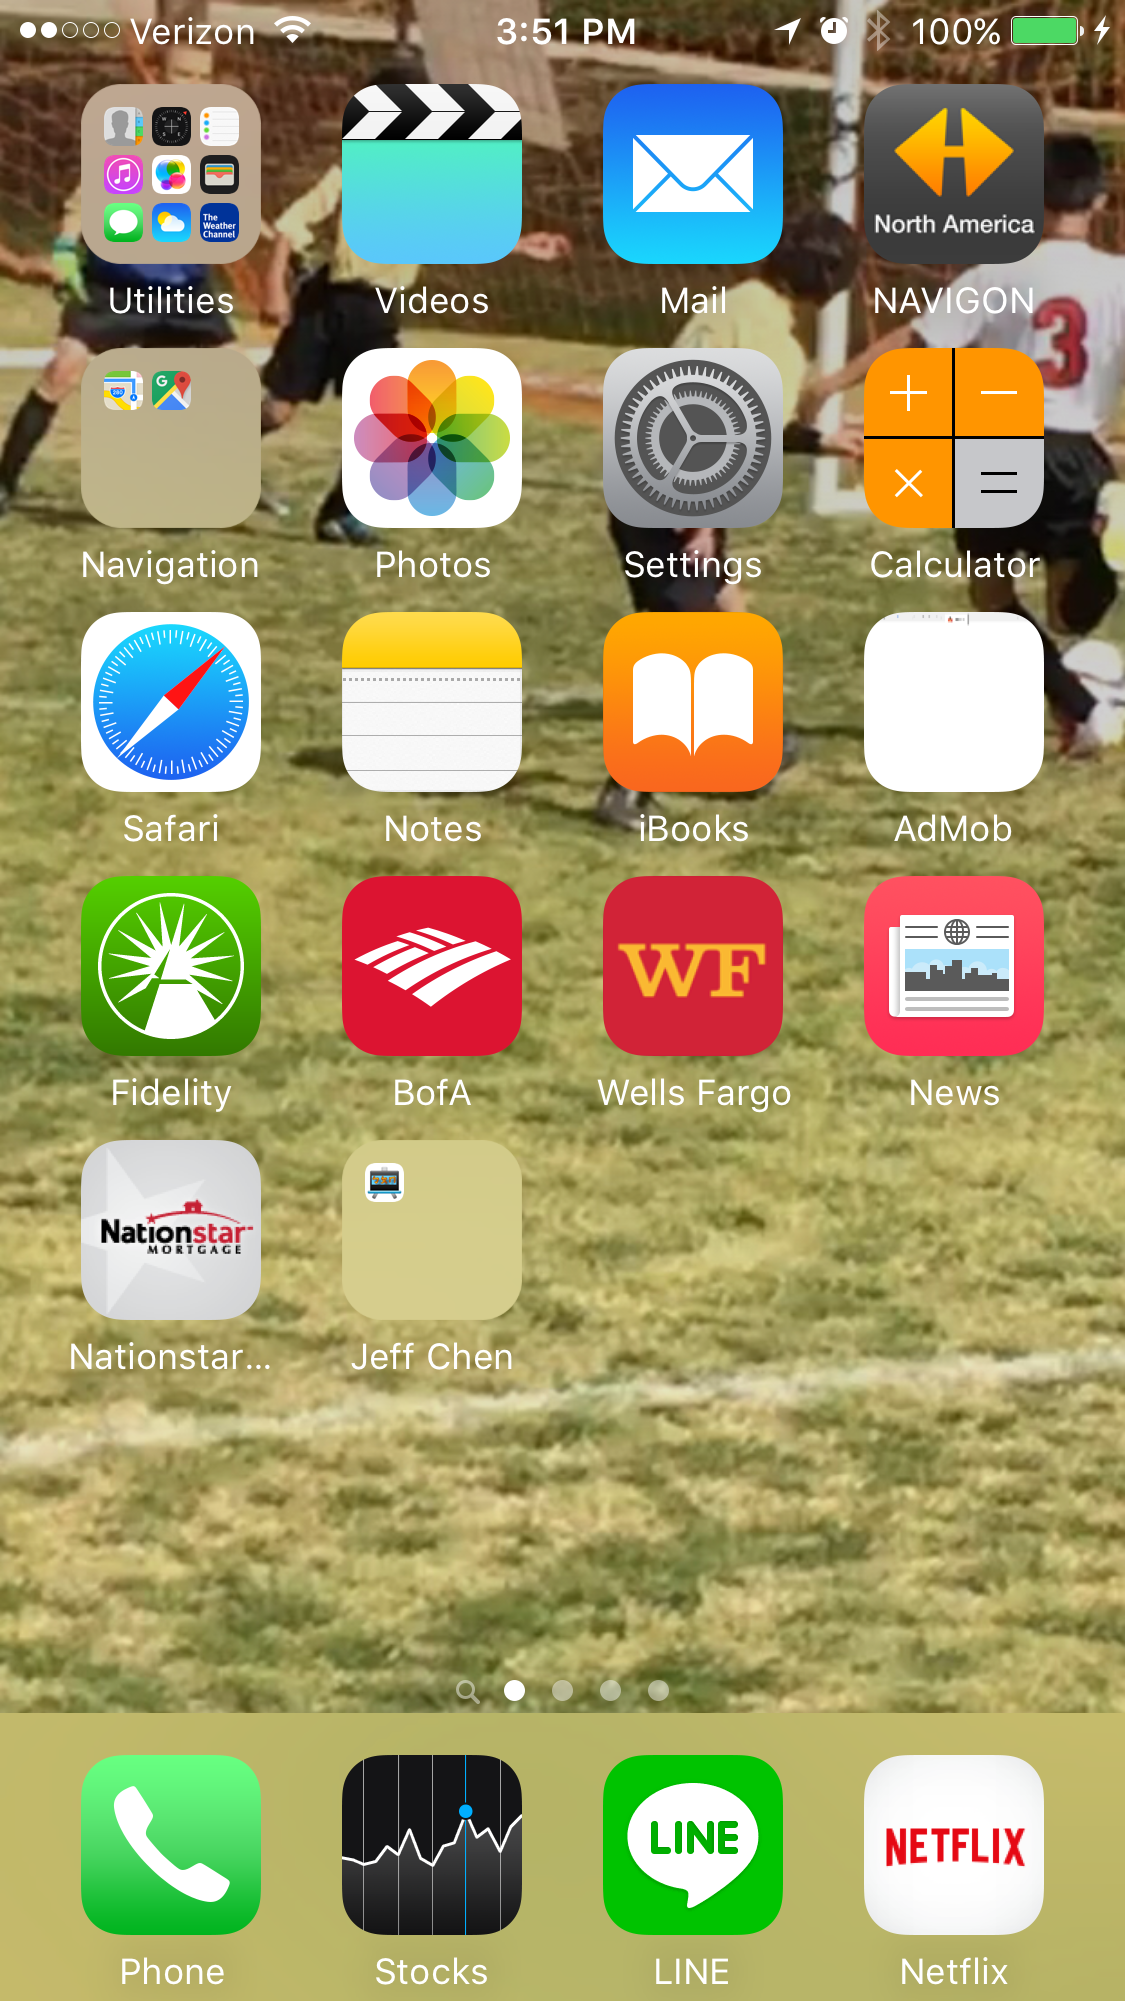 Verizon 3:51 PM 100%
The
Weather
Channel
North America
Utilities Videos Mail NAVIGON
G 280
3
Navigation Photos Settings Calculator
Safari Notes iBooks AdMob
WF
Fidelity BofA Wells Fargo News
Nationstar
MORTGAGE
Nationstar... Jeff Chen
LINE
NETFLIX
Phone Stocks LINE Netflix